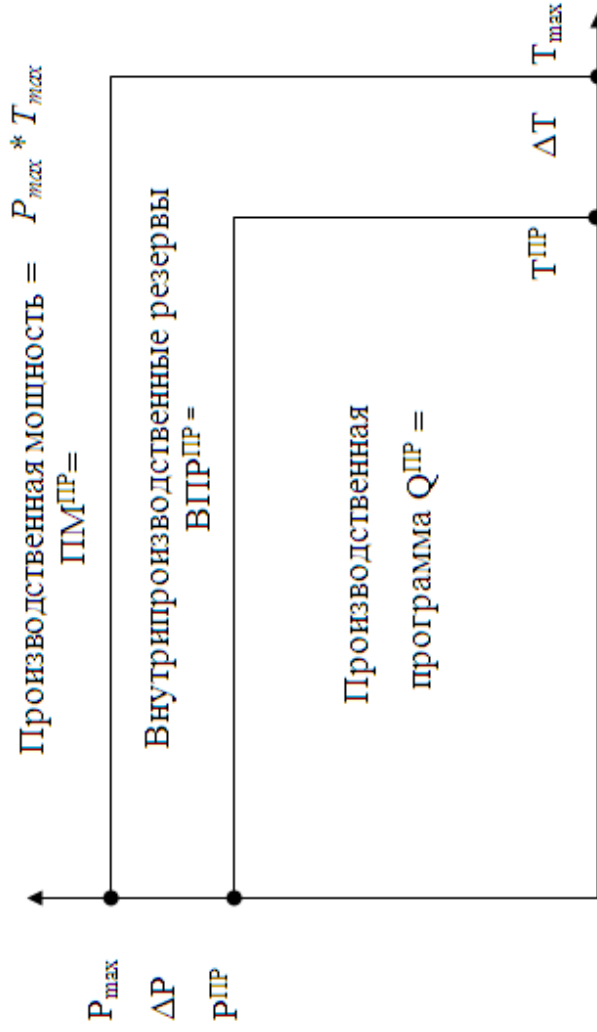 Производственная мощность = P_max * T_max
ПМ^ПР=
Внутрипроизводственные резервы
ВПР^ПР =
Производственная
программа Q^ПР =
P_max
ΔP
P^ПР
T^ПР
ΔT
T_max